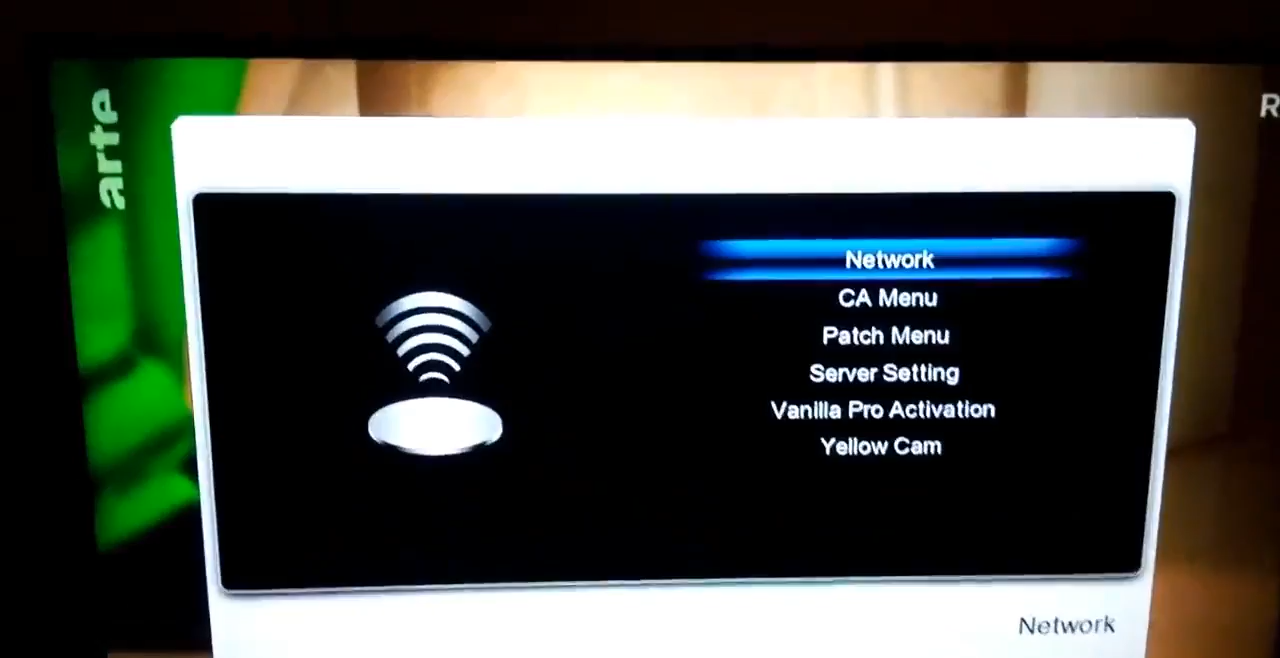 arte
R
Network
CA Menu
Patch Menu
Server Setting
Vanilla Pro Activation
Yellow Cam
Network